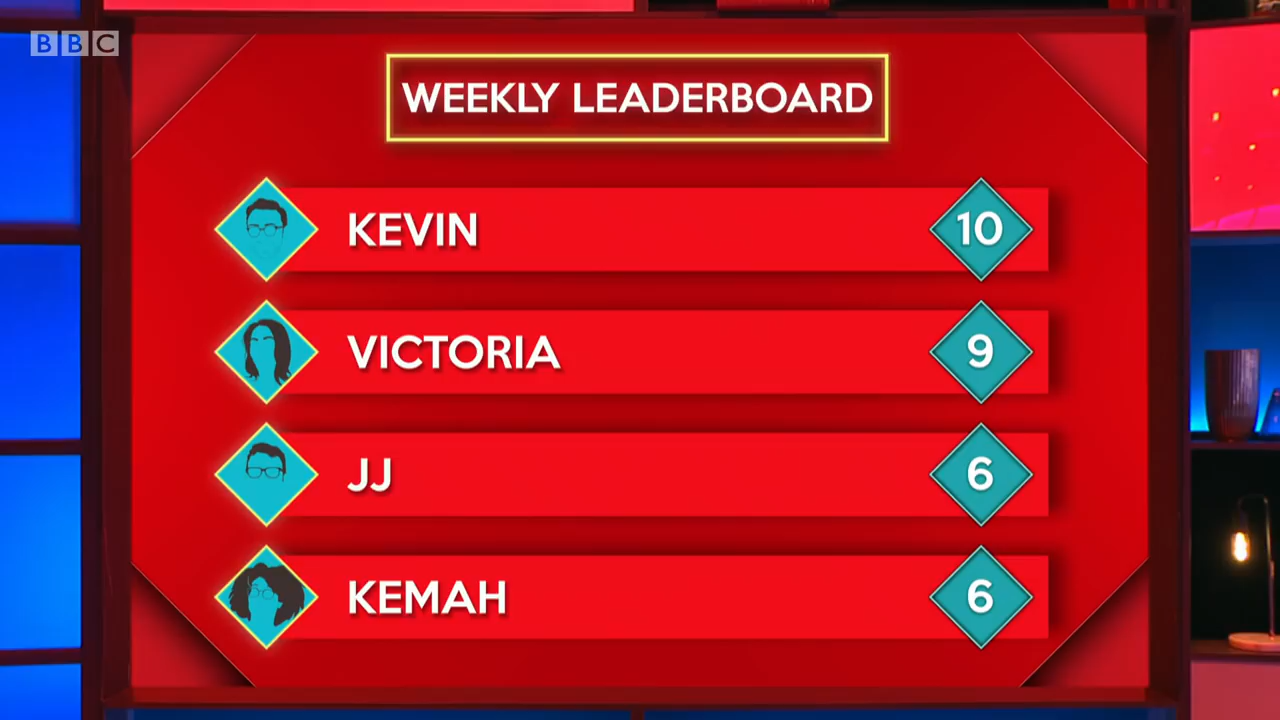 BBC
WEEKLY LEADERBOARD
KEVIN 10
VICTORIA 9
JJ 6
KEMAH 6